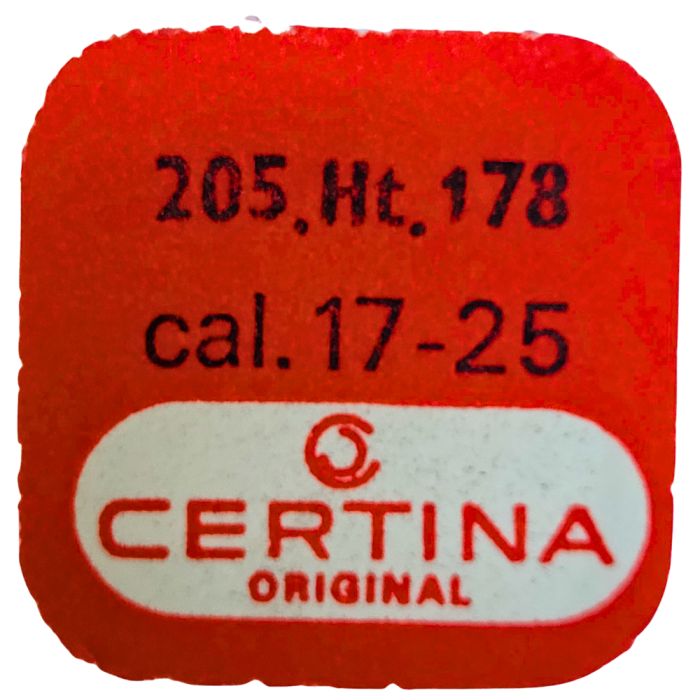 205.Ht.178
cal. 17-25
CERTINA
ORIGINAL